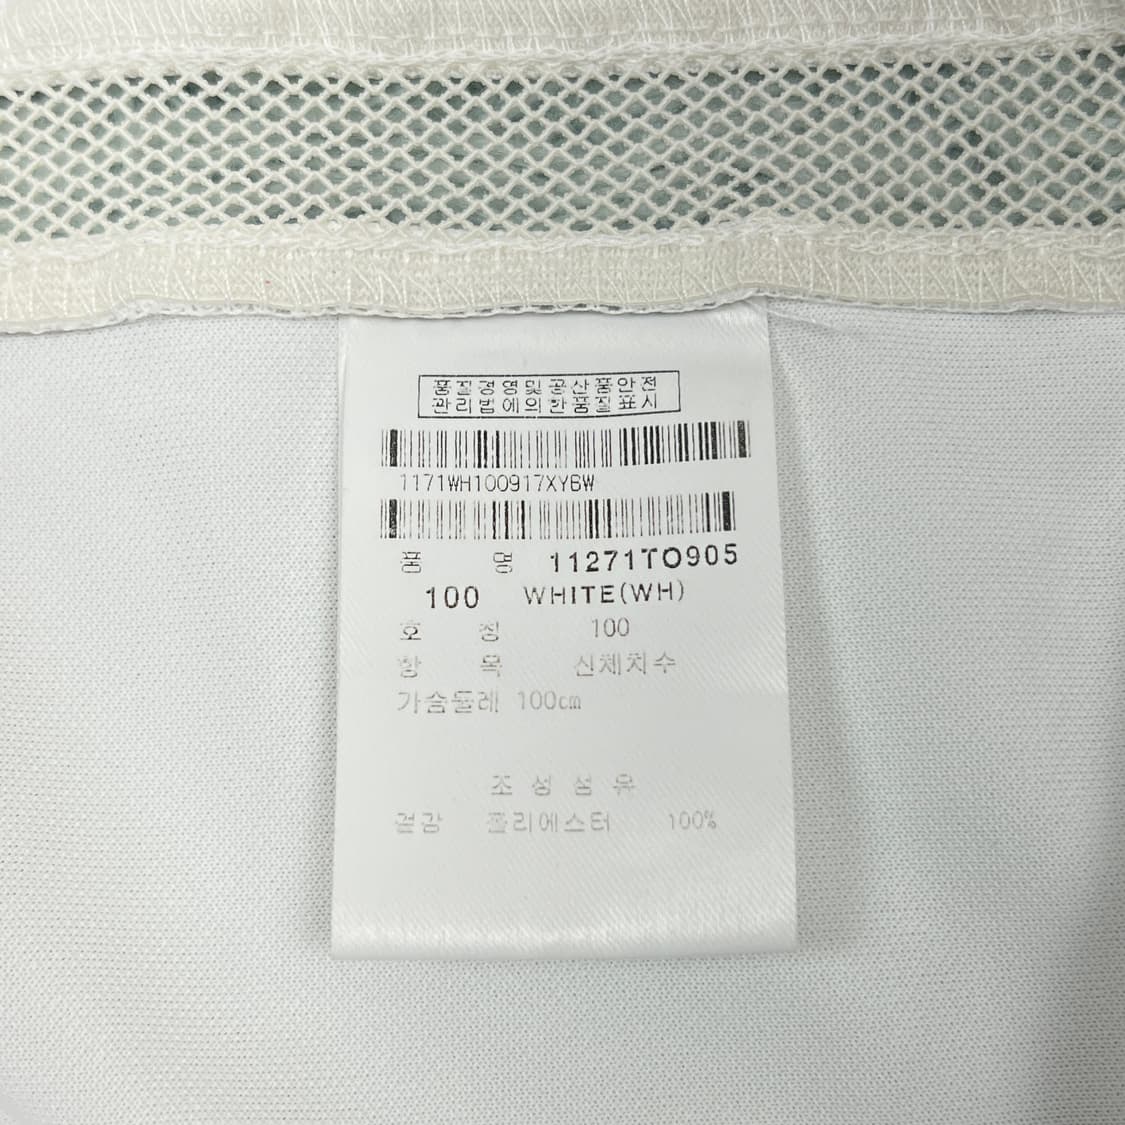 품질경영및공산품안전
관리법에의한품질표시
1171WH100917XYBW
품 명 11271TO905
100 WHITE(WH)
호 칭 100
항 목 신체치수
가슴둘레 100cm
조성섬유
겉감 폴리에스터 100%